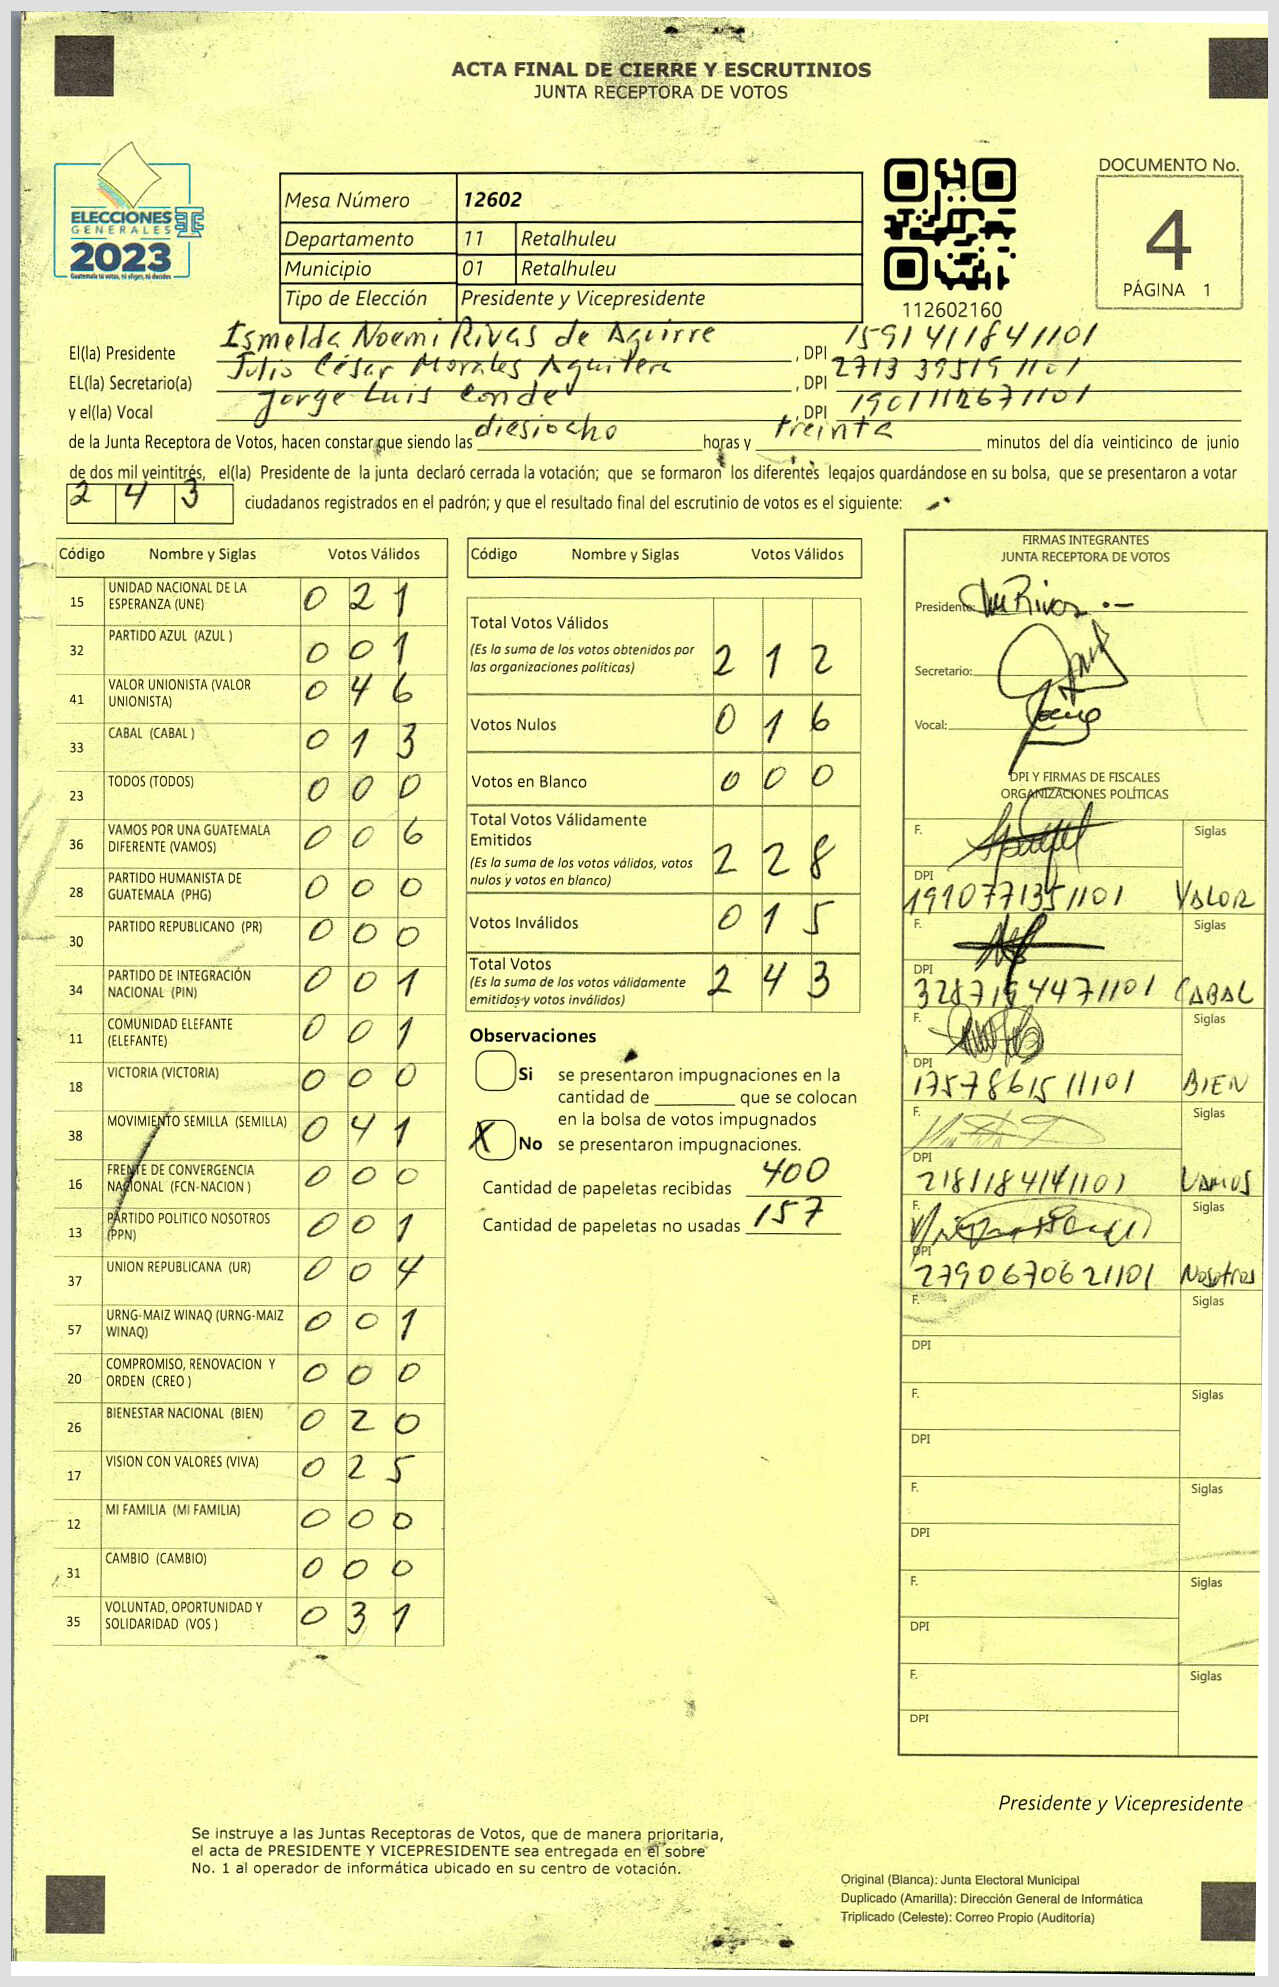 ACTA FINAL DE CIERRE Y ESCRUTINIOS
JUNTA RECEPTORA DE VOTOS
ELECCIONES
GENERALES
2023
Guatemala tú votas, tú eliges, tú decides
Mesa Número 12602
Departamento 11 Retalhuleu
Municipio 01 Retalhuleu
Tipo de Elección Presidente y Vicepresidente
112602160
DOCUMENTO No.
4
PÁGINA 1
El(la) Presidente Esmelda Noemi Rivas de Aguirre, DPI 1591411841101
EL(la) Secretario(a) Julio César Morales Aguilera, DPI 2713 39519 1101
y el(la) Vocal Jorge Luis Conde, DPI 1901112671101
de la Junta Receptora de Votos, hacen constar que siendo las diesiocho horas y treinta minutos del día veinticinco de junio
de dos mil veintitrés, el(la) Presidente de la junta declaró cerrada la votación; que se formaron los diferentes legajos quardándose en su bolsa, que se presentaron a votar
2 4 3 ciudadanos registrados en el padrón; y que el resultado final del escrutinio de votos es el siguiente:
Código Nombre y Siglas Votos Válidos
15 UNIDAD NACIONAL DE LA
ESPERANZA (UNE) 0 2 1
32 PARTIDO AZUL (AZUL ) 0 0 1
41 VALOR UNIONISTA (VALOR
UNIONISTA) 0 4 6
33 CABAL (CABAL ) 0 1 3
23 TODOS (TODOS) 0 0 0
36 VAMOS POR UNA GUATEMALA
DIFERENTE (VAMOS) 0 0 6
28 PARTIDO HUMANISTA DE
GUATEMALA (PHG) 0 0 0
30 PARTIDO REPUBLICANO (PR) 0 0 0
34 PARTIDO DE INTEGRACIÓN
NACIONAL (PIN) 0 0 1
11 COMUNIDAD ELEFANTE
(ELEFANTE) 0 0 1
18 VICTORIA (VICTORIA) 0 0 0
38 MOVIMIENTO SEMILLA (SEMILLA) 0 4 1
16 FRENTE DE CONVERGENCIA
NACIONAL (FCN-NACION ) 0 0 0
13 PARTIDO POLITICO NOSOTROS
(PPN) 0 0 1
37 UNION REPUBLICANA (UR) 0 0 4
57 URNG-MAIZ WINAQ (URNG-MAIZ
WINAQ) 0 0 1
20 COMPROMISO, RENOVACION Y
ORDEN (CREO ) 0 0 0
26 BIENESTAR NACIONAL (BIEN) 0 2 0
17 VISION CON VALORES (VIVA) 0 2 5
12 MI FAMILIA (MI FAMILIA) 0 0 0
31 CAMBIO (CAMBIO) 0 0 0
35 VOLUNTAD, OPORTUNIDAD Y
SOLIDARIDAD (VOS ) 0 3 1
Código Nombre y Siglas Votos Válidos
Total Votos Válidos
(Es la suma de los votos obtenidos por
las organizaciones políticas) 2 1 2
Votos Nulos 0 1 6
Votos en Blanco 0 0 0
Total Votos Válidamente
Emitidos
(Es la suma de los votos válidos, votos
nulos y votos en blanco) 2 2 8
Votos Inválidos 0 1 5
Total Votos
(Es la suma de los votos válidamente
emitidos y votos inválidos) 2 4 3
Observaciones
Si se presentaron impugnaciones en la
cantidad de ________ que se colocan
en la bolsa de votos impugnados
X No se presentaron impugnaciones.
Cantidad de papeletas recibidas 400
Cantidad de papeletas no usadas 157
FIRMAS INTEGRANTES
JUNTA RECEPTORA DE VOTOS
Presidente:
Secretario:
Vocal:
DPI Y FIRMAS DE FISCALES
ORGANIZACIONES POLÍTICAS
F. Siglas
DPI 1910771351101 VALOR
F. Siglas
DPI 3287194471101 CABAL
F. Siglas
DPI 1757861511101 BIEN
F. Siglas
DPI 2181184141101 VAMOS
F. Siglas
DPI 2790670621101 Nosotros
F. Siglas
DPI
F. Siglas
DPI
F. Siglas
DPI
F. Siglas
DPI
F. Siglas
DPI
Presidente y Vicepresidente
Se instruye a las Juntas Receptoras de Votos, que de manera prioritaria,
el acta de PRESIDENTE Y VICEPRESIDENTE sea entregada en el sobre
No. 1 al operador de informática ubicado en su centro de votación.
Original (Blanca): Junta Electoral Municipal
Duplicado (Amarilla): Dirección General de Informática
Triplicado (Celeste): Correo Propio (Auditoría)